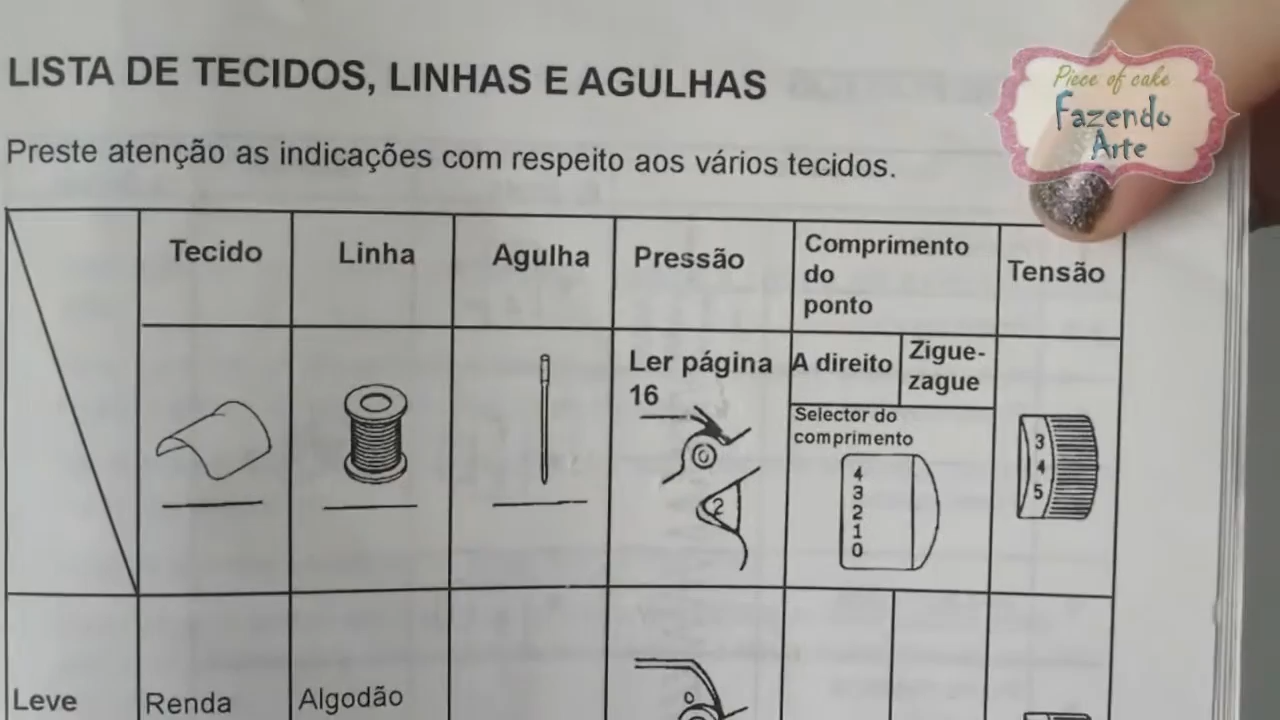 LISTA DE TECIDOS, LINHAS E AGULHAS
Piece of cake
Fazendo
Arte
Preste atenção as indicações com respeito aos vários tecidos.
Tecido
Linha
Agulha
Pressão
Comprimento
do
ponto
Tensão
Ler página
16
A direito
Zigue-
zague
Selector do
comprimento
0
2
4
3
2
1
0
3
4
5
Leve
Renda
Algodão
0